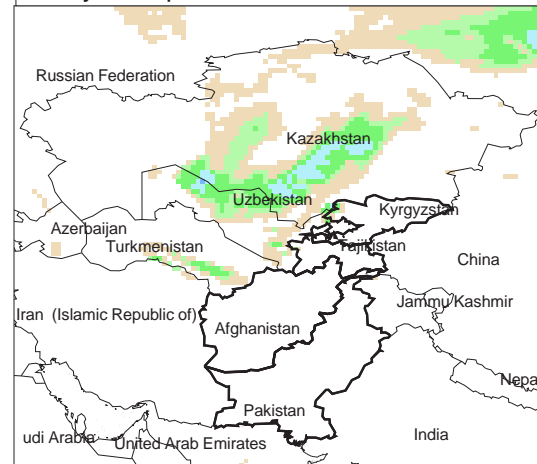 Russian Federation
Kazakhstan
Uzbekistan
Kyrgyzstan
Azerbaijan
Turkmenistan
Tajikistan
China
Jammu Kashmir
Iran (Islamic Republic of)
Afghanistan
Nepa
Pakistan
udi Arabia
United Arab Emirates
India